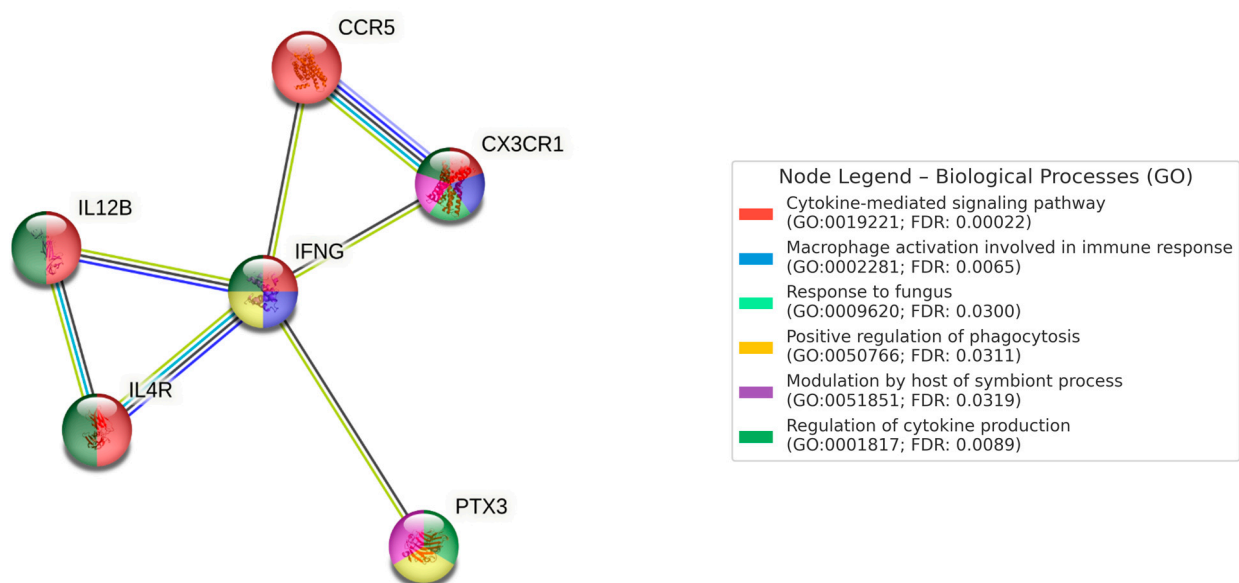 CCR5
CX3CR1
IL12B
IFNG
IL4R
PTX3
Node Legend – Biological Processes (GO)
Cytokine-mediated signaling pathway
(GO:0019221; FDR: 0.00022)
Macrophage activation involved in immune response
(GO:0002281; FDR: 0.0065)
Response to fungus
(GO:0009620; FDR: 0.0300)
Positive regulation of phagocytosis
(GO:0050766; FDR: 0.0311)
Modulation by host of symbiont process
(GO:0051851; FDR: 0.0319)
Regulation of cytokine production
(GO:0001817; FDR: 0.0089)